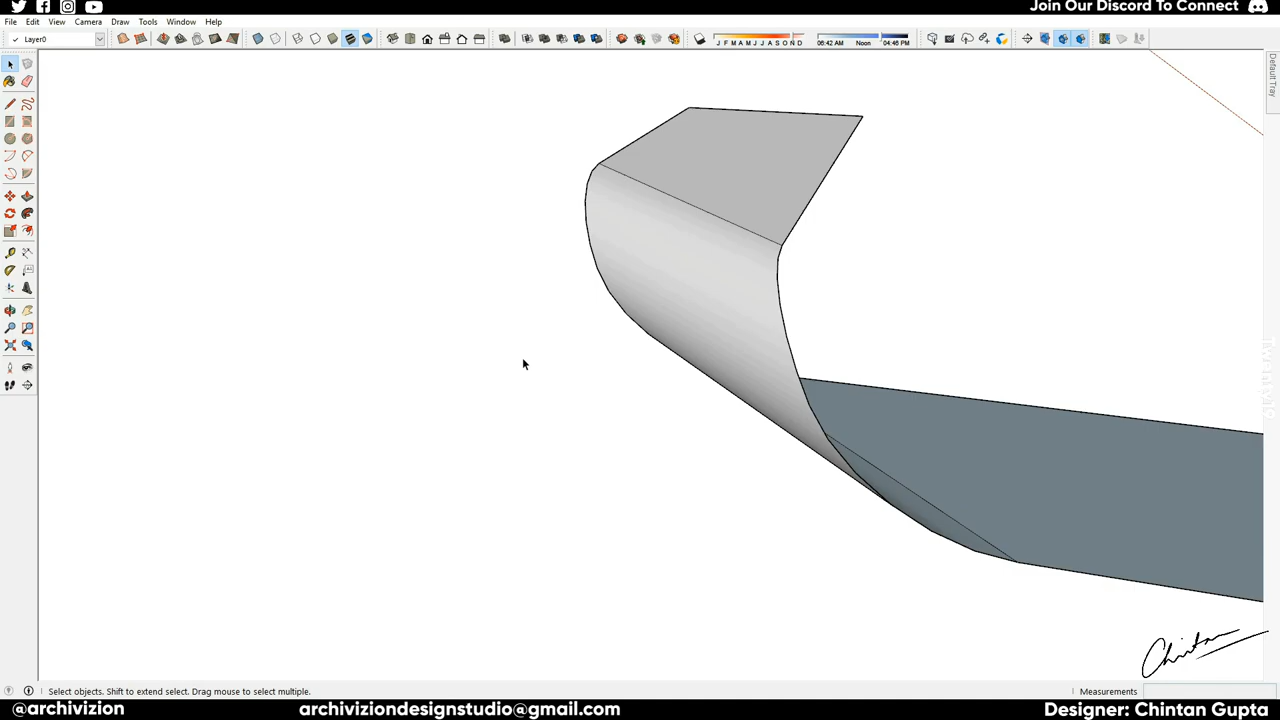 Join Our Discord To Connect
File Edit View Camera Draw Tools Window Help
Layer0
J F M A M J J A S O N D
06:42 AM Noon 04:46 PM
Default Tray
Chintan
Select objects. Shift to extend select. Drag mouse to select multiple.
Measurements
@archivizion
archiviziondesignstudio@gmail.com
Designer: Chintan Gupta